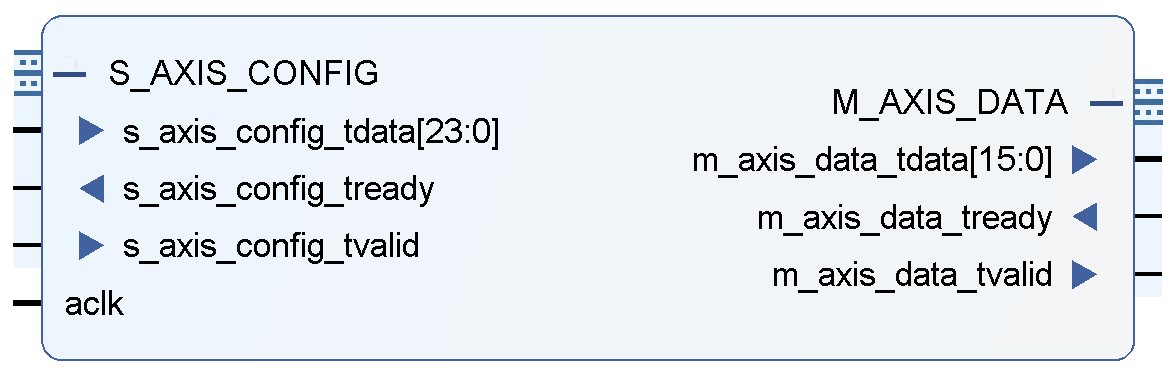 S_AXIS_CONFIG
s_axis_config_tdata[23:0]
s_axis_config_tready
s_axis_config_tvalid
aclk
M_AXIS_DATA
m_axis_data_tdata[15:0]
m_axis_data_tready
m_axis_data_tvalid